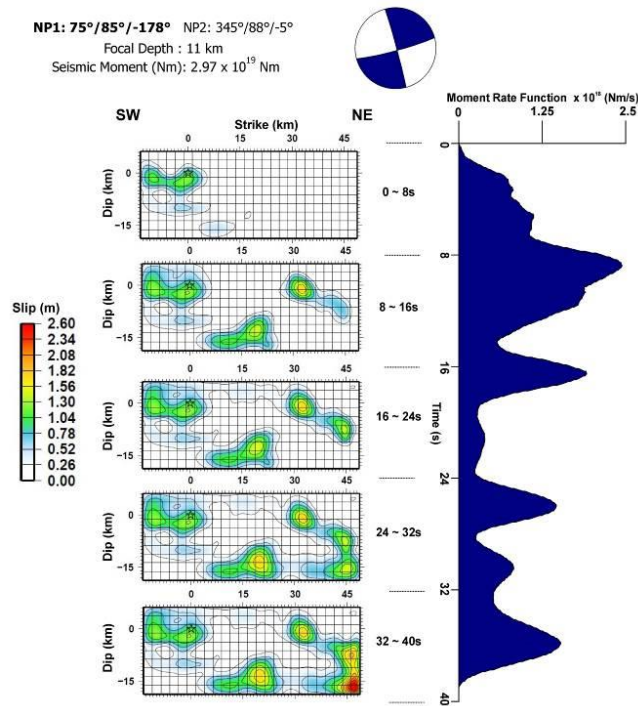 NP1: 75°/85°/-178° NP2: 345°/88°/-5°
Focal Depth : 11 km
Seismic Moment (Nm): 2.97 x 10^19 Nm
Moment Rate Function x 10^18 (Nm/s)
0 1.25 2.5
SW NE
Strike (km)
0 15 30 45
Dip (km)
0
-15
0 ~ 8s
0 15 30 45
Dip (km)
0
-15
8 ~ 16s
0 15 30 45
Dip (km)
0
-15
16 ~ 24s
0 15 30 45
Dip (km)
0
-15
24 ~ 32s
0 15 30 45
Dip (km)
0
-15
32 ~ 40s
Slip (m)
2.60
2.34
2.08
1.82
1.56
1.30
1.04
0.78
0.52
0.26
0.00
Time (s)
0
8
16
24
32
40